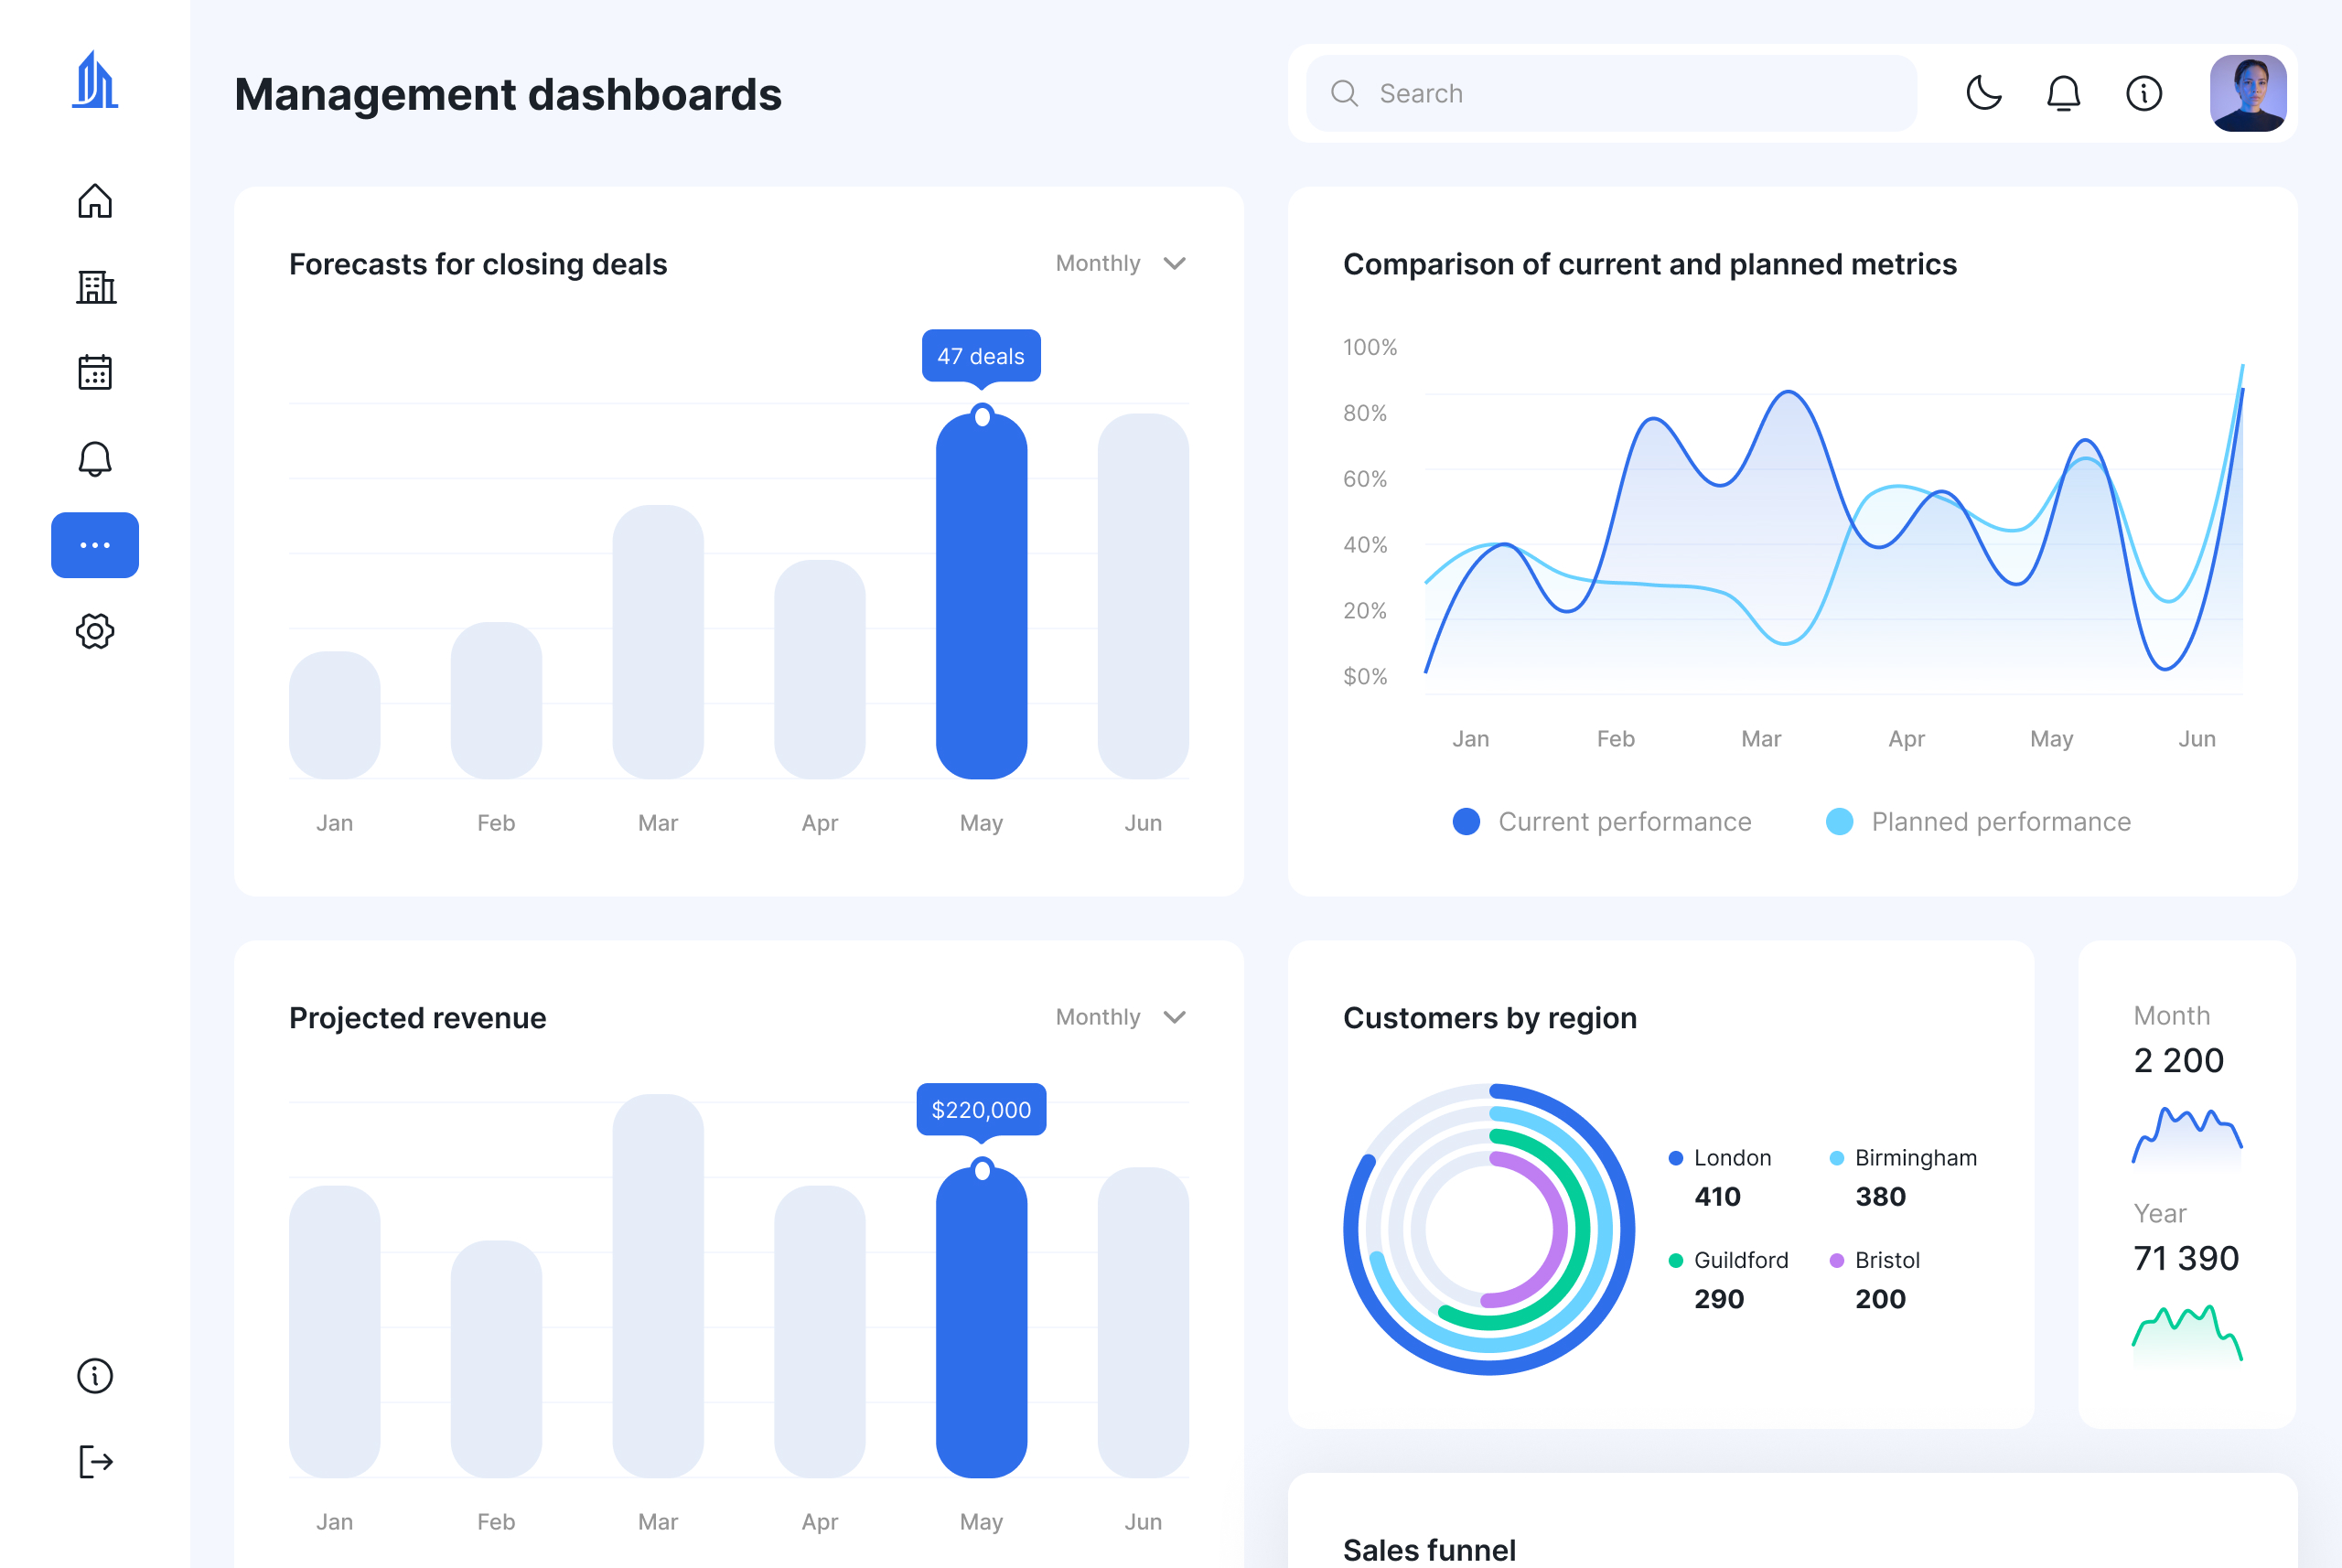 Management dashboards
Search
Forecasts for closing deals
Monthly
47 deals
Jan
Feb
Mar
Apr
May
Jun
Comparison of current and planned metrics
100%
80%
60%
40%
20%
$0%
Jan
Feb
Mar
Apr
May
Jun
Current performance
Planned performance
Projected revenue
Monthly
$220,000
Jan
Feb
Mar
Apr
May
Jun
Customers by region
London
410
Birmingham
380
Guildford
290
Bristol
200
Month
2 200
Year
71 390
Sales funnel